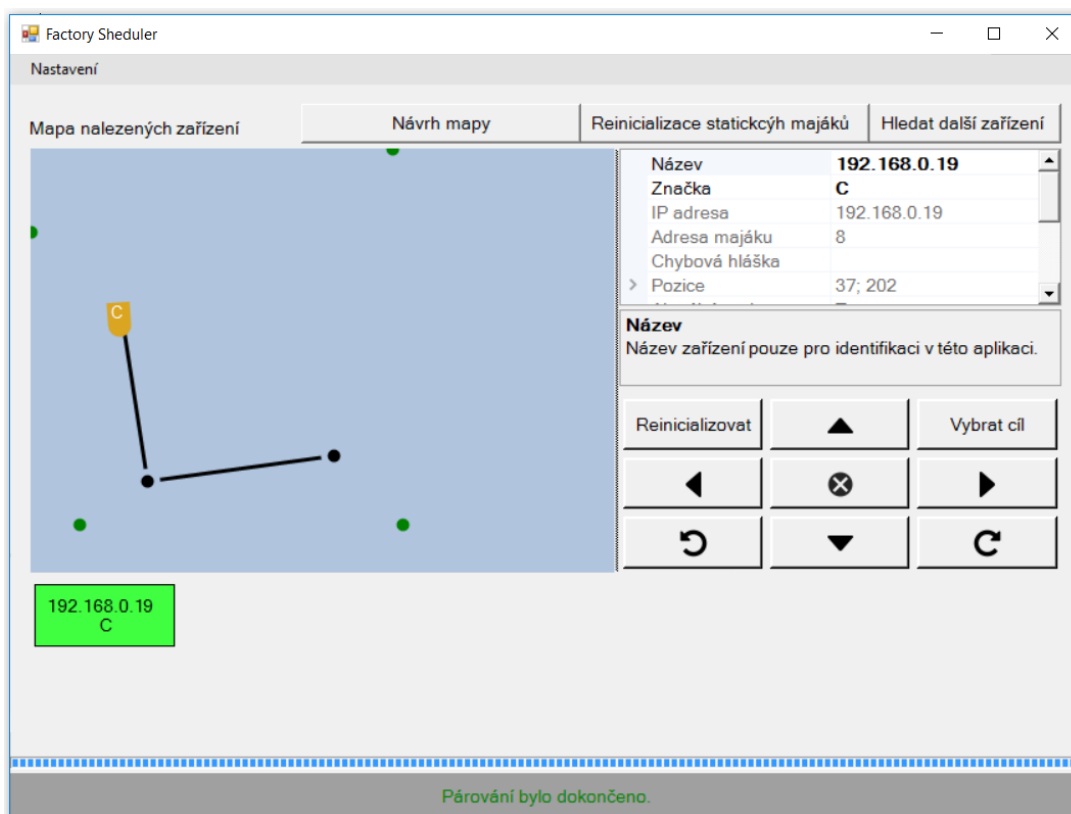 Factory Sheduler
Nastavení
Mapa nalezených zařízení
Návrh mapy
Reinicializace statickcýh majáků
Hledat další zařízení
Název 192.168.0.19
Značka C
IP adresa 192.168.0.19
Adresa majáku 8
Chybová hláška
Pozice 37; 202
C
Název
Název zařízení pouze pro identifikaci v této aplikaci.
Reinicializovat
Vybrat cíl
192.168.0.19
C
Párování bylo dokončeno.